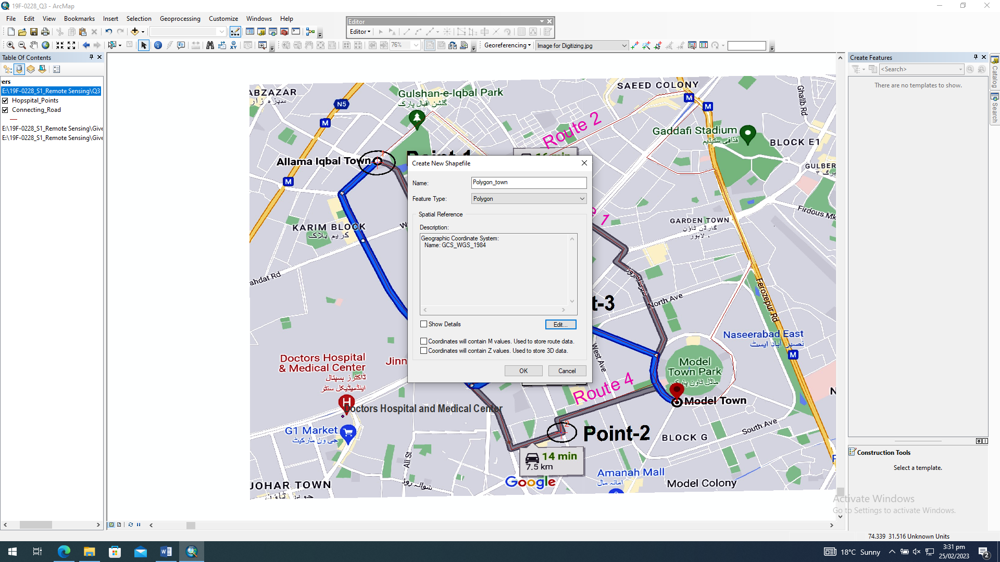 19F-0228_Q3 - ArcMap
File Edit View Bookmarks Insert Selection Geoprocessing Customize Windows Help
Editor
Editor
76%
Georeferencing
Image for Digitizing.jpg
Table Of Contents
ers
E:\19F-0228_S1_Remote Sensing\Q3
Hopspital_Points
Connecting_Road
E:\19F-0228_S1_Remote Sensing\Give
E:\19F-0228_S1_Remote Sensing\Give
ABZAZAR
سبزه زار
N5
M
M
Gulshan-e-Iqbal Park
گلشن اقبال پارک
SAEED COLONY
M
M
Ghalib Rd
Route 2
Gaddafi Stadium
قذافی سٹیڈیم
BLOCK E1
Allama Iqbal Town
Point-1
16 min
GULBER
KARIM BLOCK
کریم بلاک
GARDEN TOWN
گارڈن ٹاؤن
لاہور
Firdous Mk
1
ahdat Rd
t-3
North Ave
Ferozepur Rd
Naseerabad East
نصیر آباد ایسٹ
M
West Ave
Doctors Hospital
& Medical Center
ڈاکٹرز ہسپتال
اینڈمیڈیکل سنٹر
Jinn
Model
Town Park
ماڈل ٹاؤن پارک
Route 4
Model Town
H
Doctors Hospital and Medical Center
G1 Market
جی ون مارکیٹ
2
Point-2
BLOCK G
South Ave
Ali St
14 min
7.5 km
Google
Amanah Mall
امانہ مال
Model Colony
JOHAR TOWN
جوہر ٹاؤن
شوالہ روڈ
Create New Shapefile
Name:
Polygon_town
Feature Type:
Polygon
Spatial Reference
Description:
Geographic Coordinate System:
Name: GCS_WGS_1984
Show Details
Edit...
Coordinates will contain M values. Used to store route data.
Coordinates will contain Z values. Used to store 3D data.
OK
Cancel
Create Features
<Search>
There are no templates to show.
Catalog
Search
Construction Tools
Select a template.
Activate Windows
Go to Settings to activate Windows.
74.339 31.516 Unknown Units
18°C Sunny
3:31 pm
25/02/2023
2